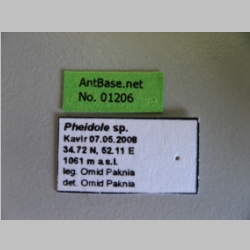 AntBase.net
No. 01206
Pheidole sp.
Kavir 07.05.2008
34.72 N, 52.11 E
1061 m a.s.l.
leg. Omid Paknia
det. Omid Paknia